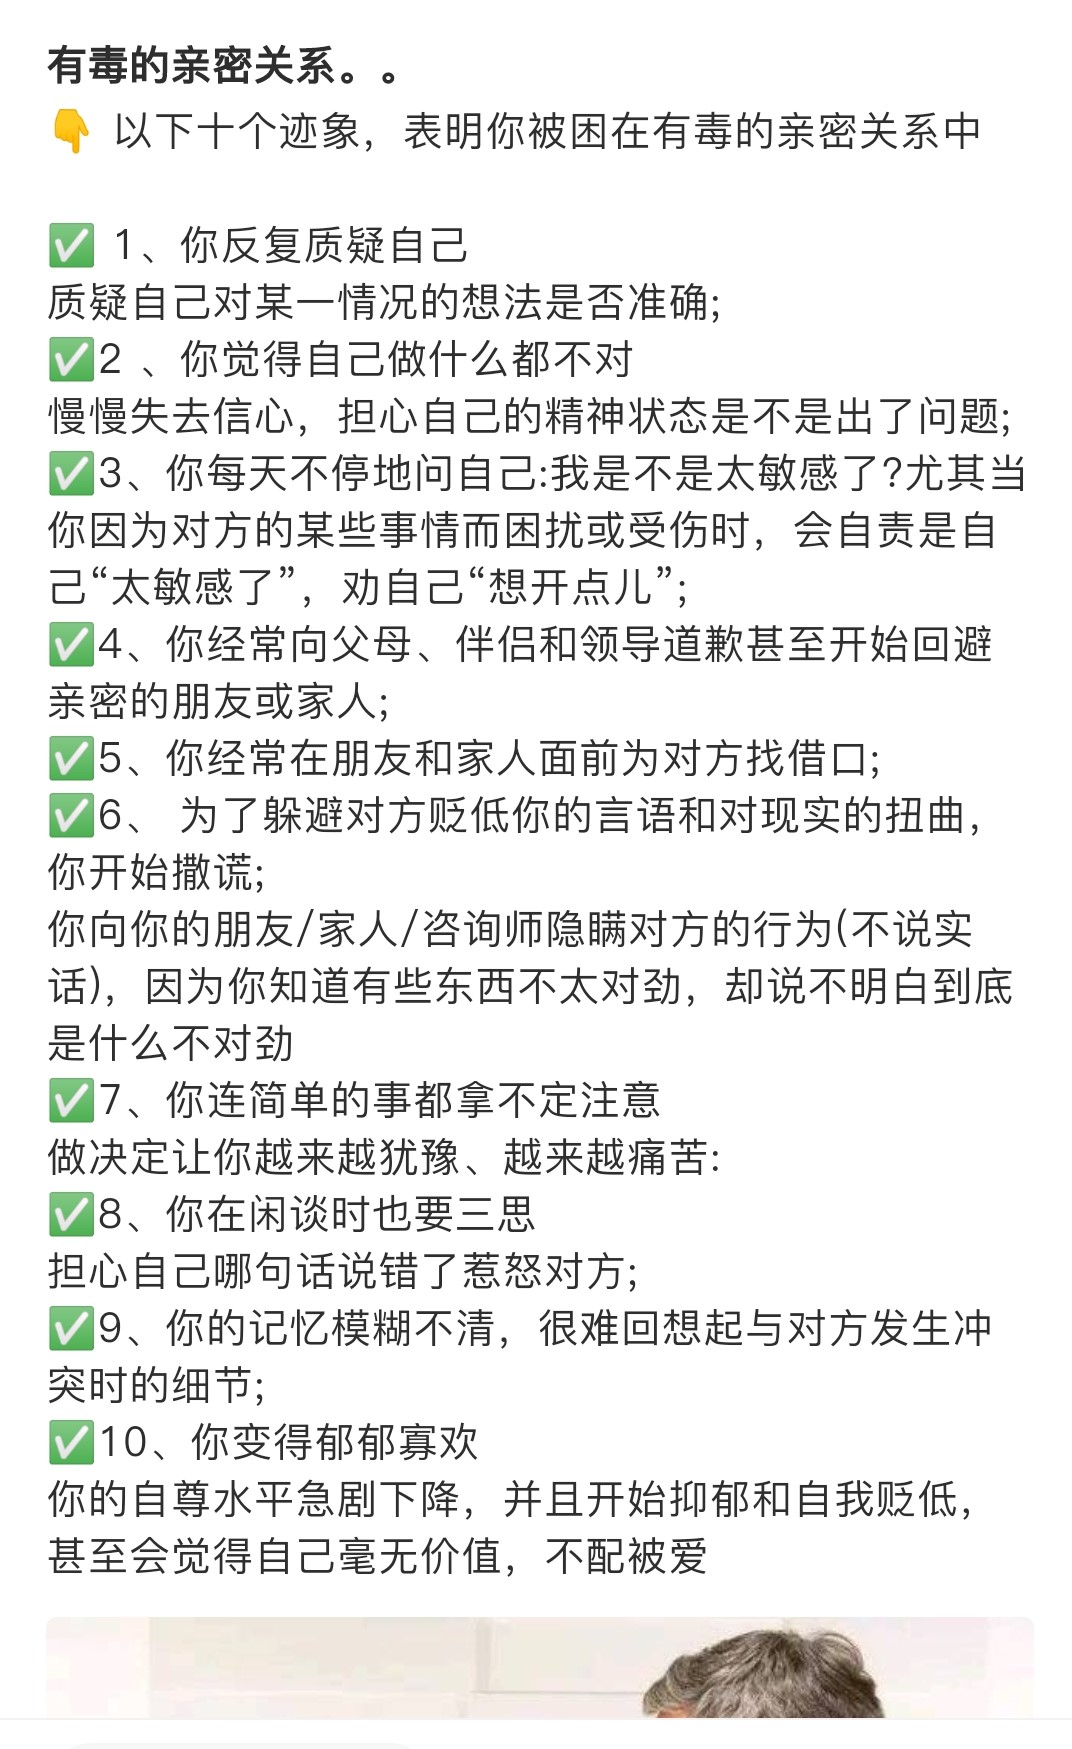 有毒的亲密关系。。
👇 以下十个迹象，表明你被困在有毒的亲密关系中
✅ 1、你反复质疑自己
质疑自己对某一情况的想法是否准确;
✅2 、你觉得自己做什么都不对
慢慢失去信心，担心自己的精神状态是不是出了问题;
✅3、你每天不停地问自己:我是不是太敏感了?尤其当
你因为对方的某些事情而困扰或受伤时，会自责是自
己“太敏感了”，劝自己“想开点儿”;
✅4、你经常向父母、伴侣和领导道歉甚至开始回避
亲密的朋友或家人;
✅5、你经常在朋友和家人面前为对方找借口;
✅6、 为了躲避对方贬低你的言语和对现实的扭曲，
你开始撒谎;
你向你的朋友/家人/咨询师隐瞒对方的行为(不说实
话)，因为你知道有些东西不太对劲，却说不明白到底
是什么不对劲
✅7、你连简单的事都拿不定注意
做决定让你越来越犹豫、越来越痛苦:
✅8、你在闲谈时也要三思
担心自己哪句话说错了惹怒对方;
✅9、你的记忆模糊不清，很难回想起与对方发生冲
突时的细节;
✅10、你变得郁郁寡欢
你的自尊水平急剧下降，并且开始抑郁和自我贬低，
甚至会觉得自己毫无价值，不配被爱